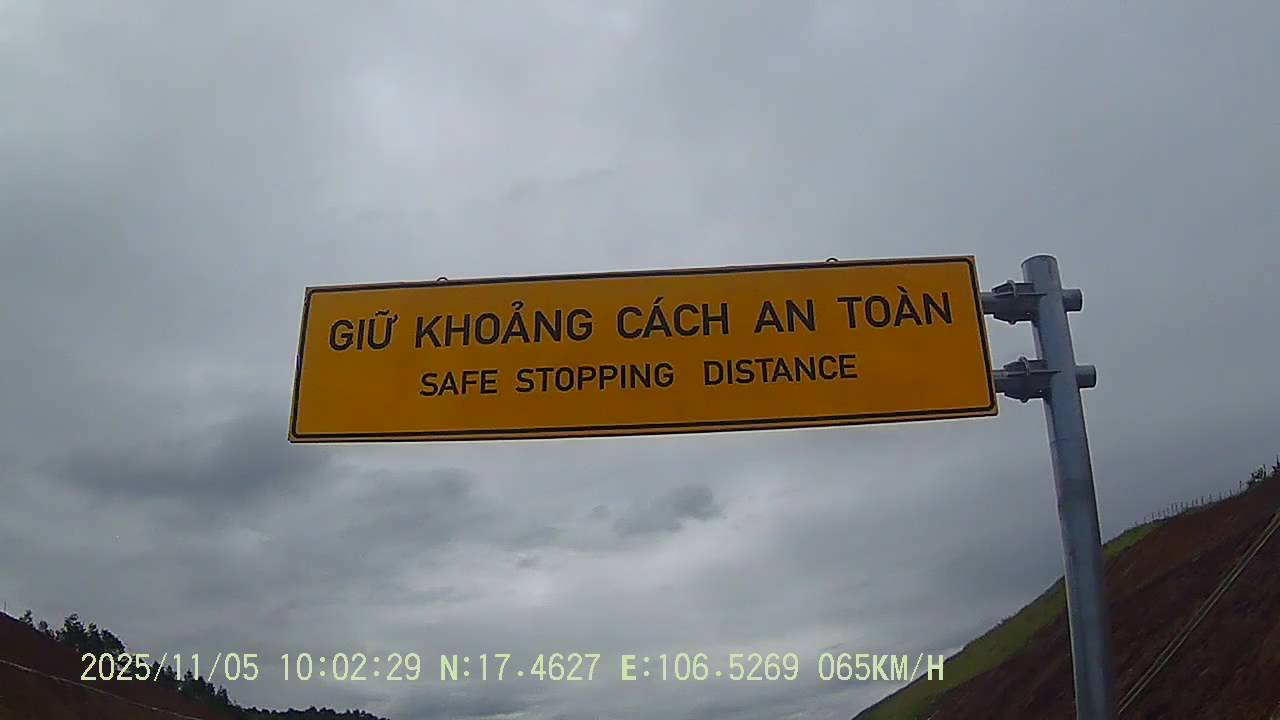 GIỮ KHOẢNG CÁCH AN TOÀN
SAFE STOPPING DISTANCE
2025/11/05 10:02:29 N:17.4627 E:106.5269 065KM/H